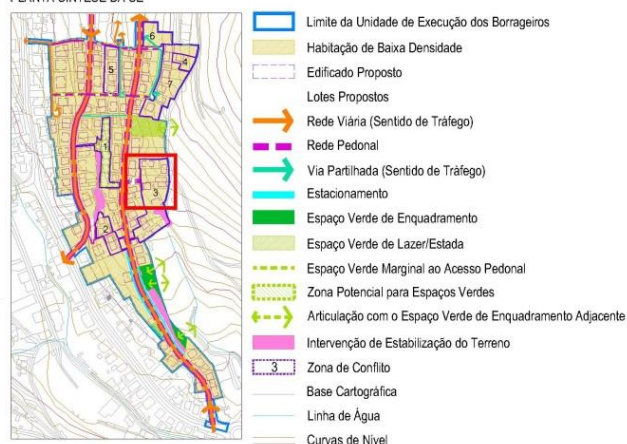 PLANTA SÍNTESE DA UE
6
5
4
7
1
3
2
Limite da Unidade de Execução dos Borrageiros
Habitação de Baixa Densidade
Edificado Proposto
Lotes Propostos
Rede Viária (Sentido de Tráfego)
Rede Pedonal
Via Partilhada (Sentido de Tráfego)
Estacionamento
Espaço Verde de Enquadramento
Espaço Verde de Lazer/Estada
Espaço Verde Marginal ao Acesso Pedonal
Zona Potencial para Espaços Verdes
Articulação com o Espaço Verde de Enquadramento Adjacente
Intervenção de Estabilização do Terreno
3 Zona de Conflito
Base Cartográfica
Linha de Água
Curvas de Nível